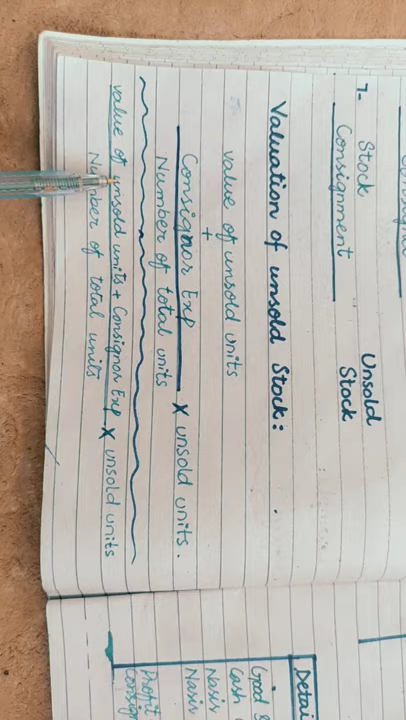 7- Stock Unsold
Consignment Stock
Valuation of unsold Stock:
value of unsold units
+
Consignor Exp X unsold units.
Number of total units
value of unsold units + Consignor Exp X unsold units
Number of total units
Detai
Good
Cash
Nasir
Nasir
Profit
Consign